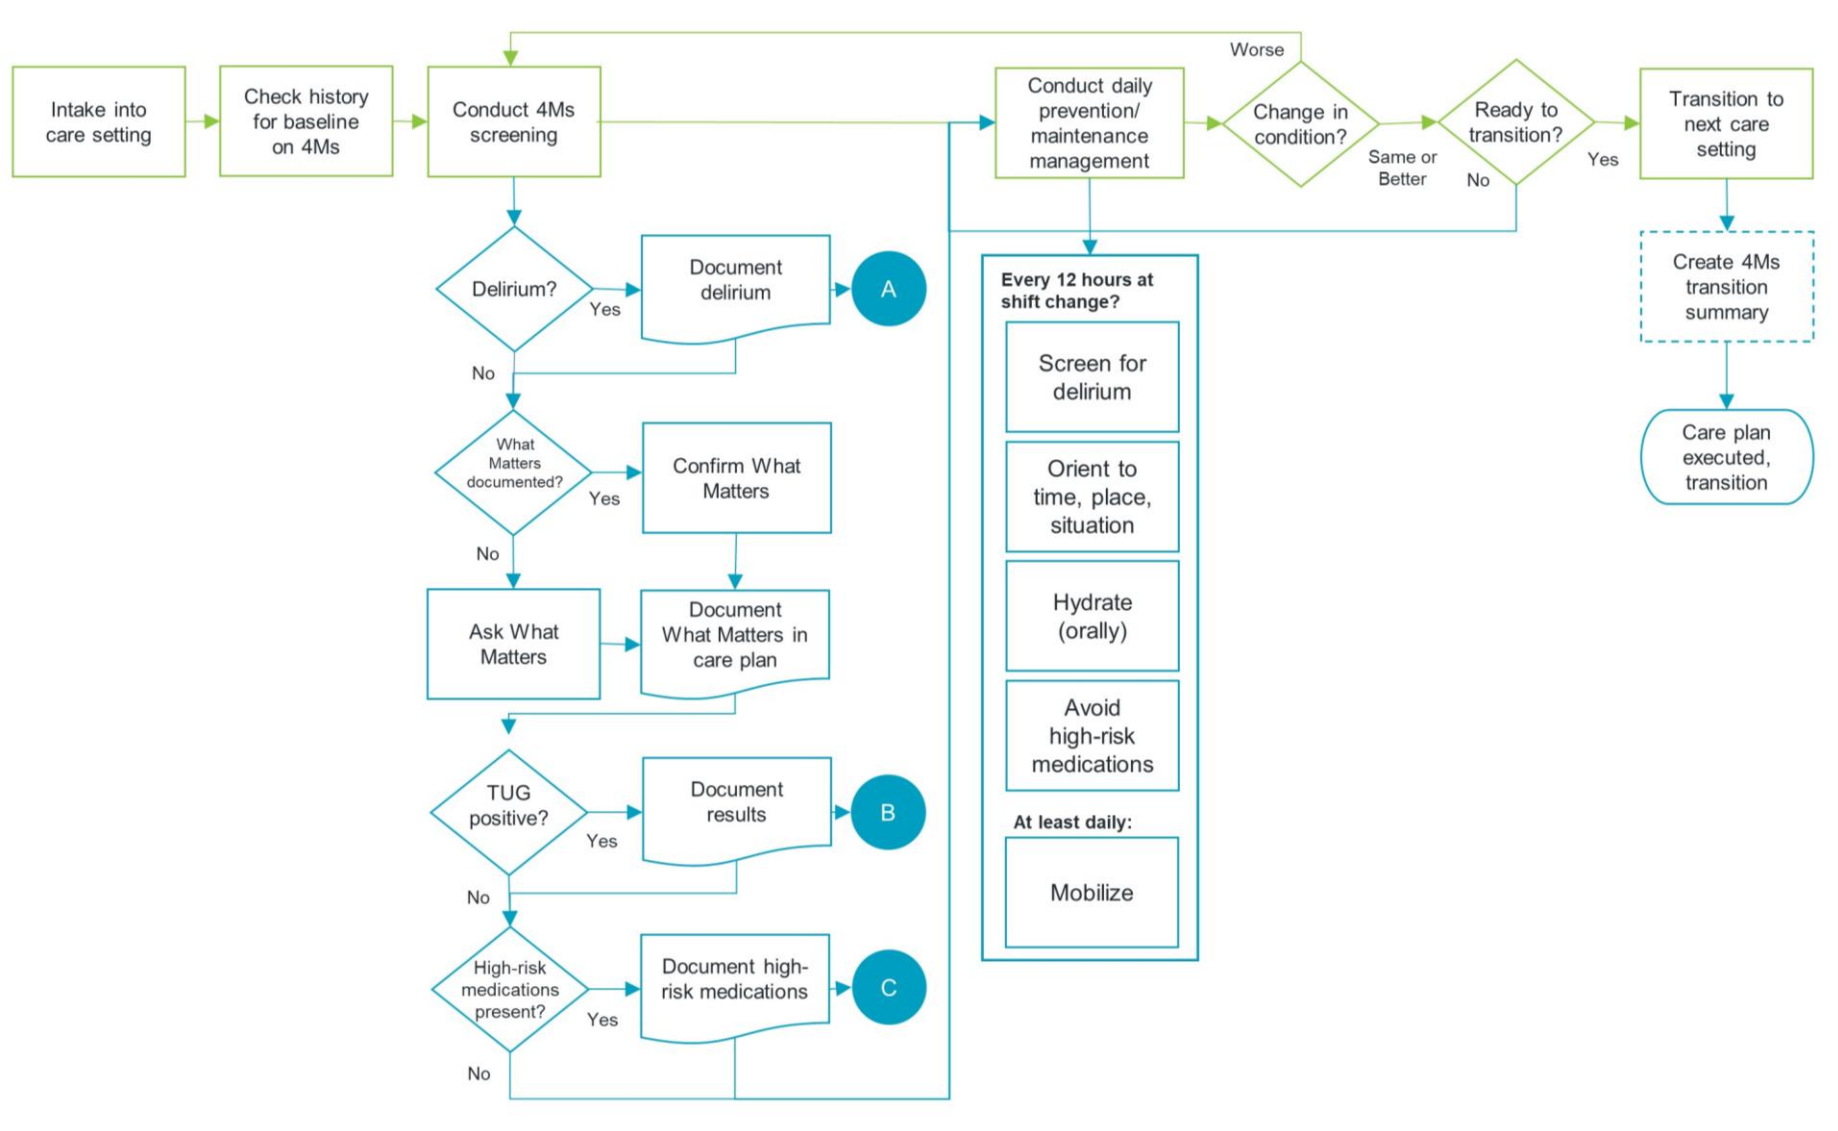 Intake into
care setting
Check history
for baseline
on 4Ms
Conduct 4Ms
screening
Conduct daily
prevention/
maintenance
management
Worse
Change in
condition?
Same or
Better
Ready to
transition?
No
Yes
Transition to
next care
setting
Delirium?
Yes
No
Document
delirium
A
What
Matters
documented?
Yes
No
Confirm What
Matters
Ask What
Matters
Document
What Matters in
care plan
TUG
positive?
Yes
No
Document
results
B
High-risk
medications
present?
Yes
No
Document high-
risk medications
C
Every 12 hours at
shift change?
Screen for
delirium
Orient to
time, place,
situation
Hydrate
(orally)
Avoid
high-risk
medications
At least daily:
Mobilize
Create 4Ms
transition
summary
Care plan
executed,
transition